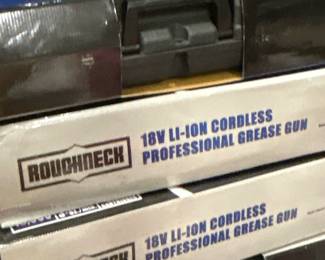 ROUGHNECK
18V LI-ION CORDLESS
PROFESSIONAL GREASE GUN
18V LI-ION CORDLESS
PROFESSIONAL GREASE GUN